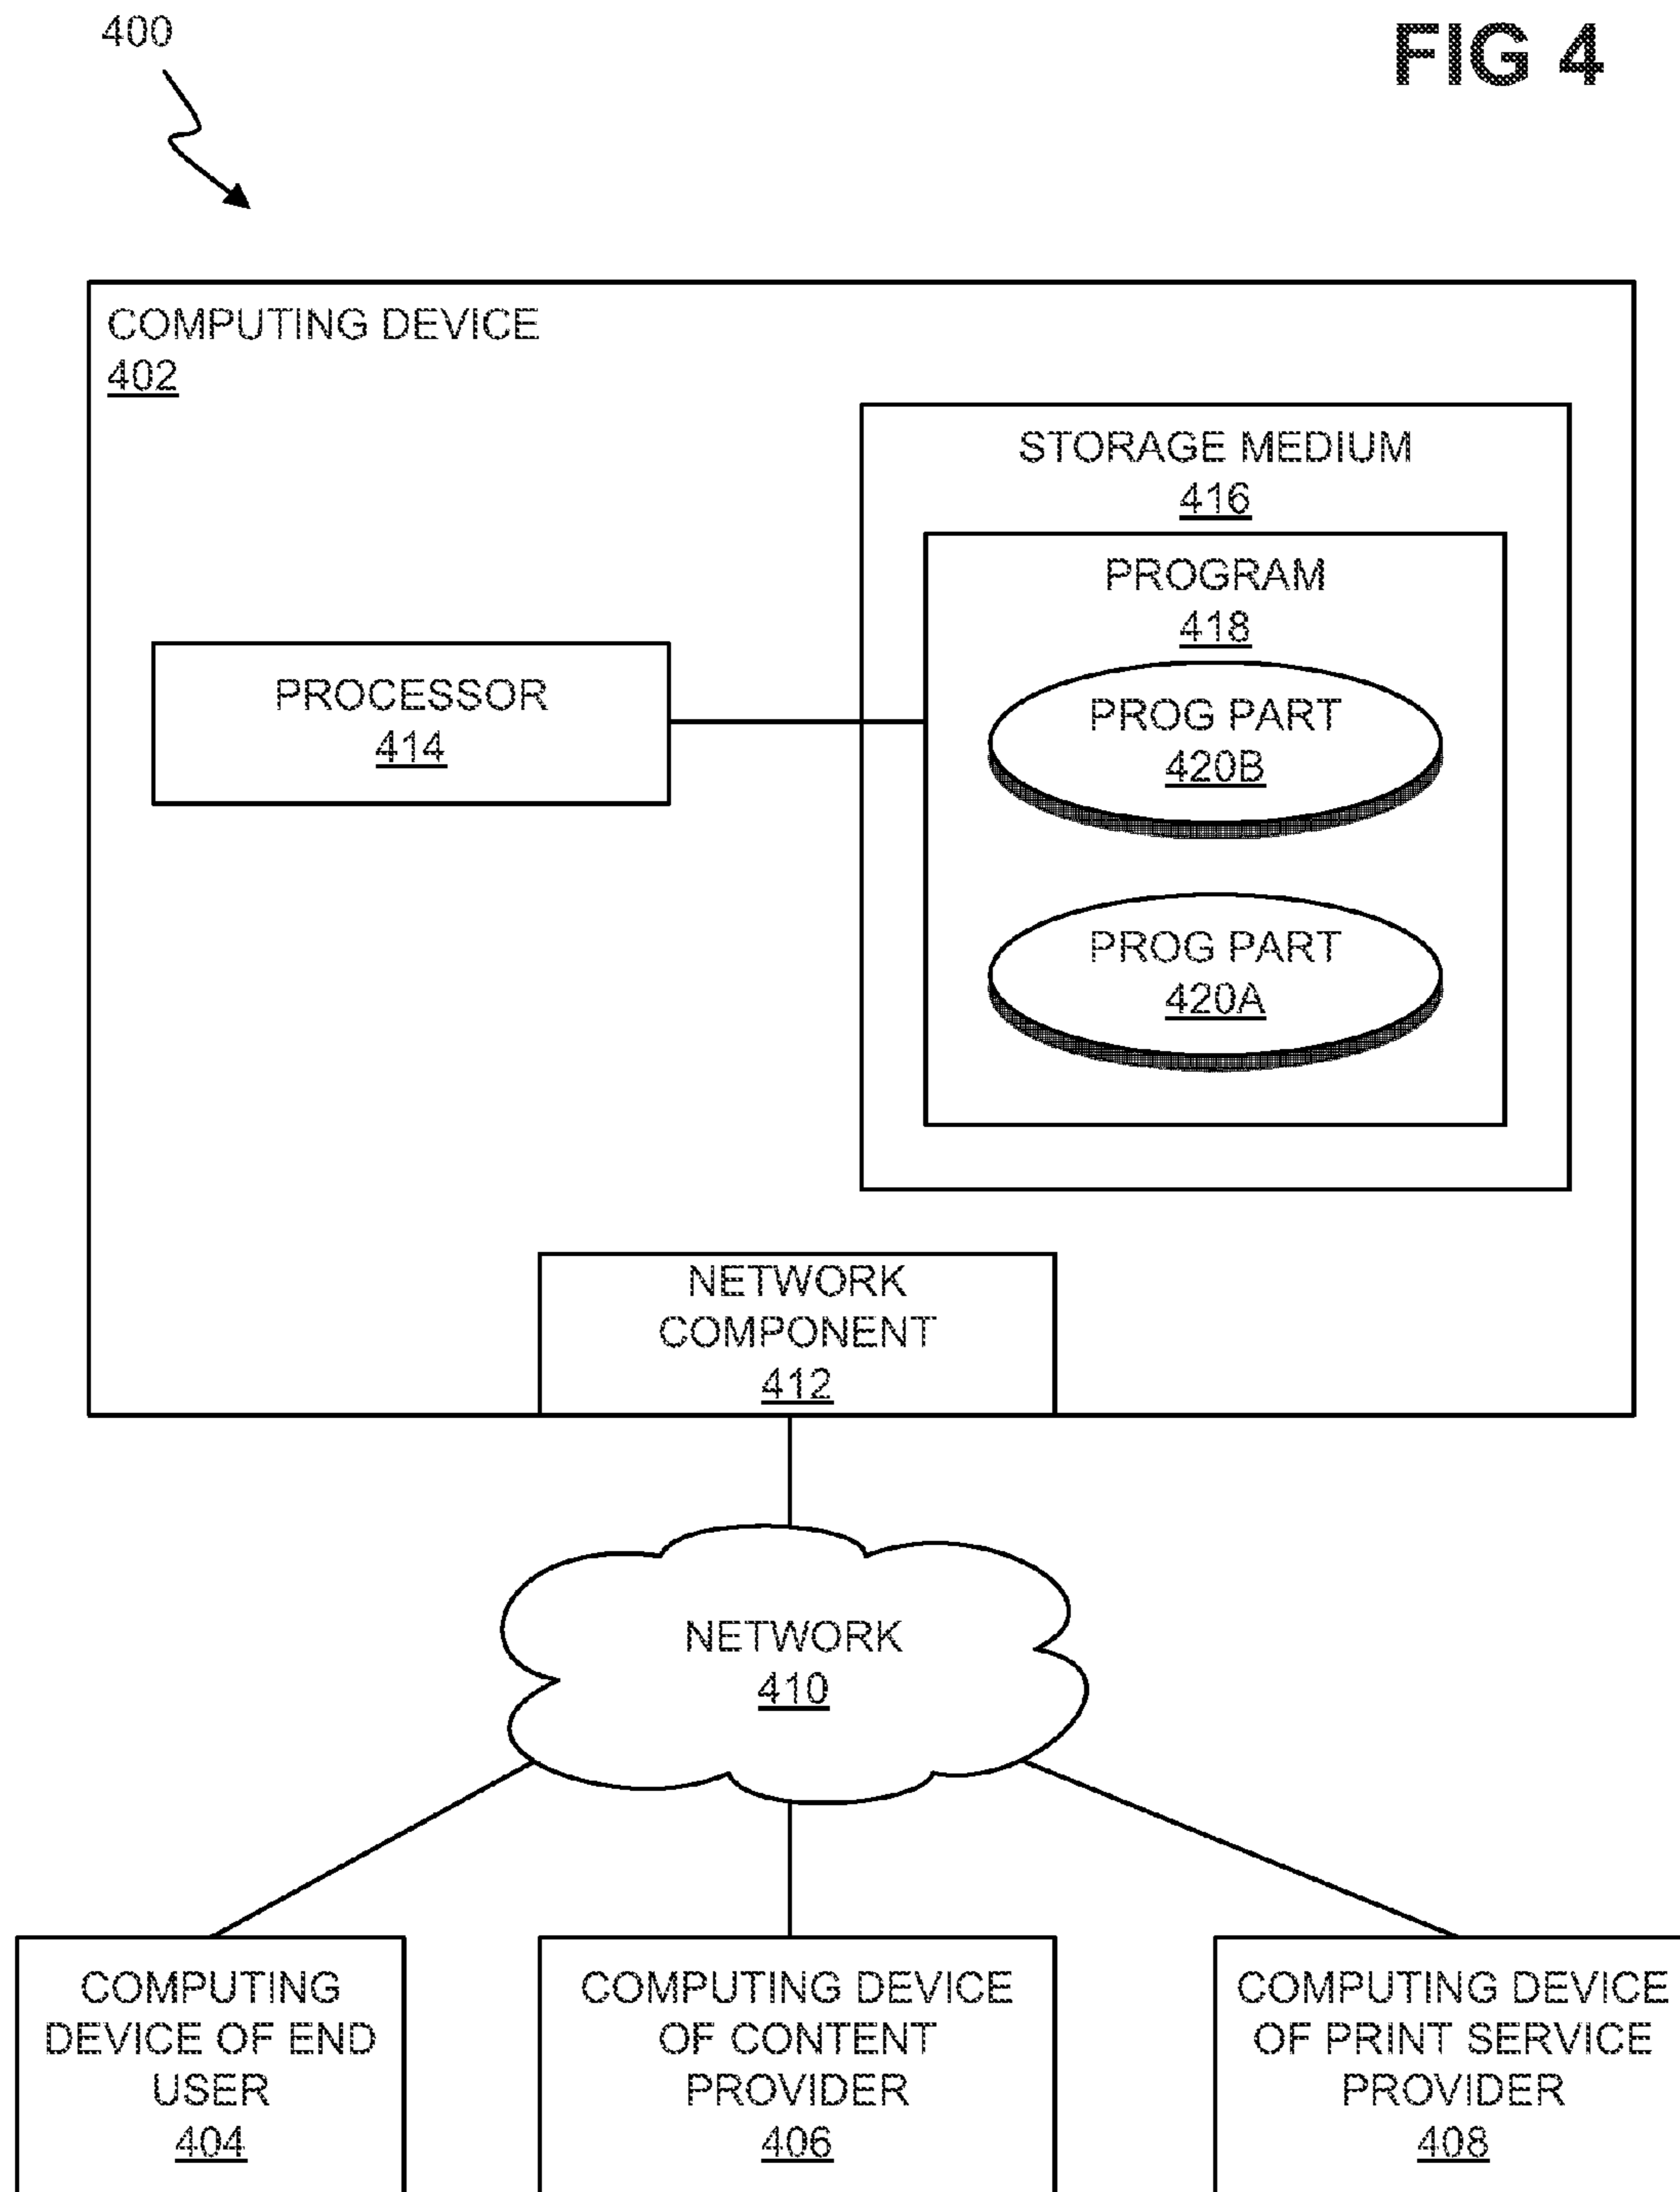 400
FIG 4
COMPUTING DEVICE
402
STORAGE MEDIUM
416
PROGRAM
418
PROCESSOR
414
PROG PART
420B
PROG PART
420A
NETWORK
COMPONENT
412
NETWORK
410
COMPUTING
DEVICE OF END
USER
404
COMPUTING DEVICE
OF CONTENT
PROVIDER
406
COMPUTING DEVICE
OF PRINT SERVICE
PROVIDER
408